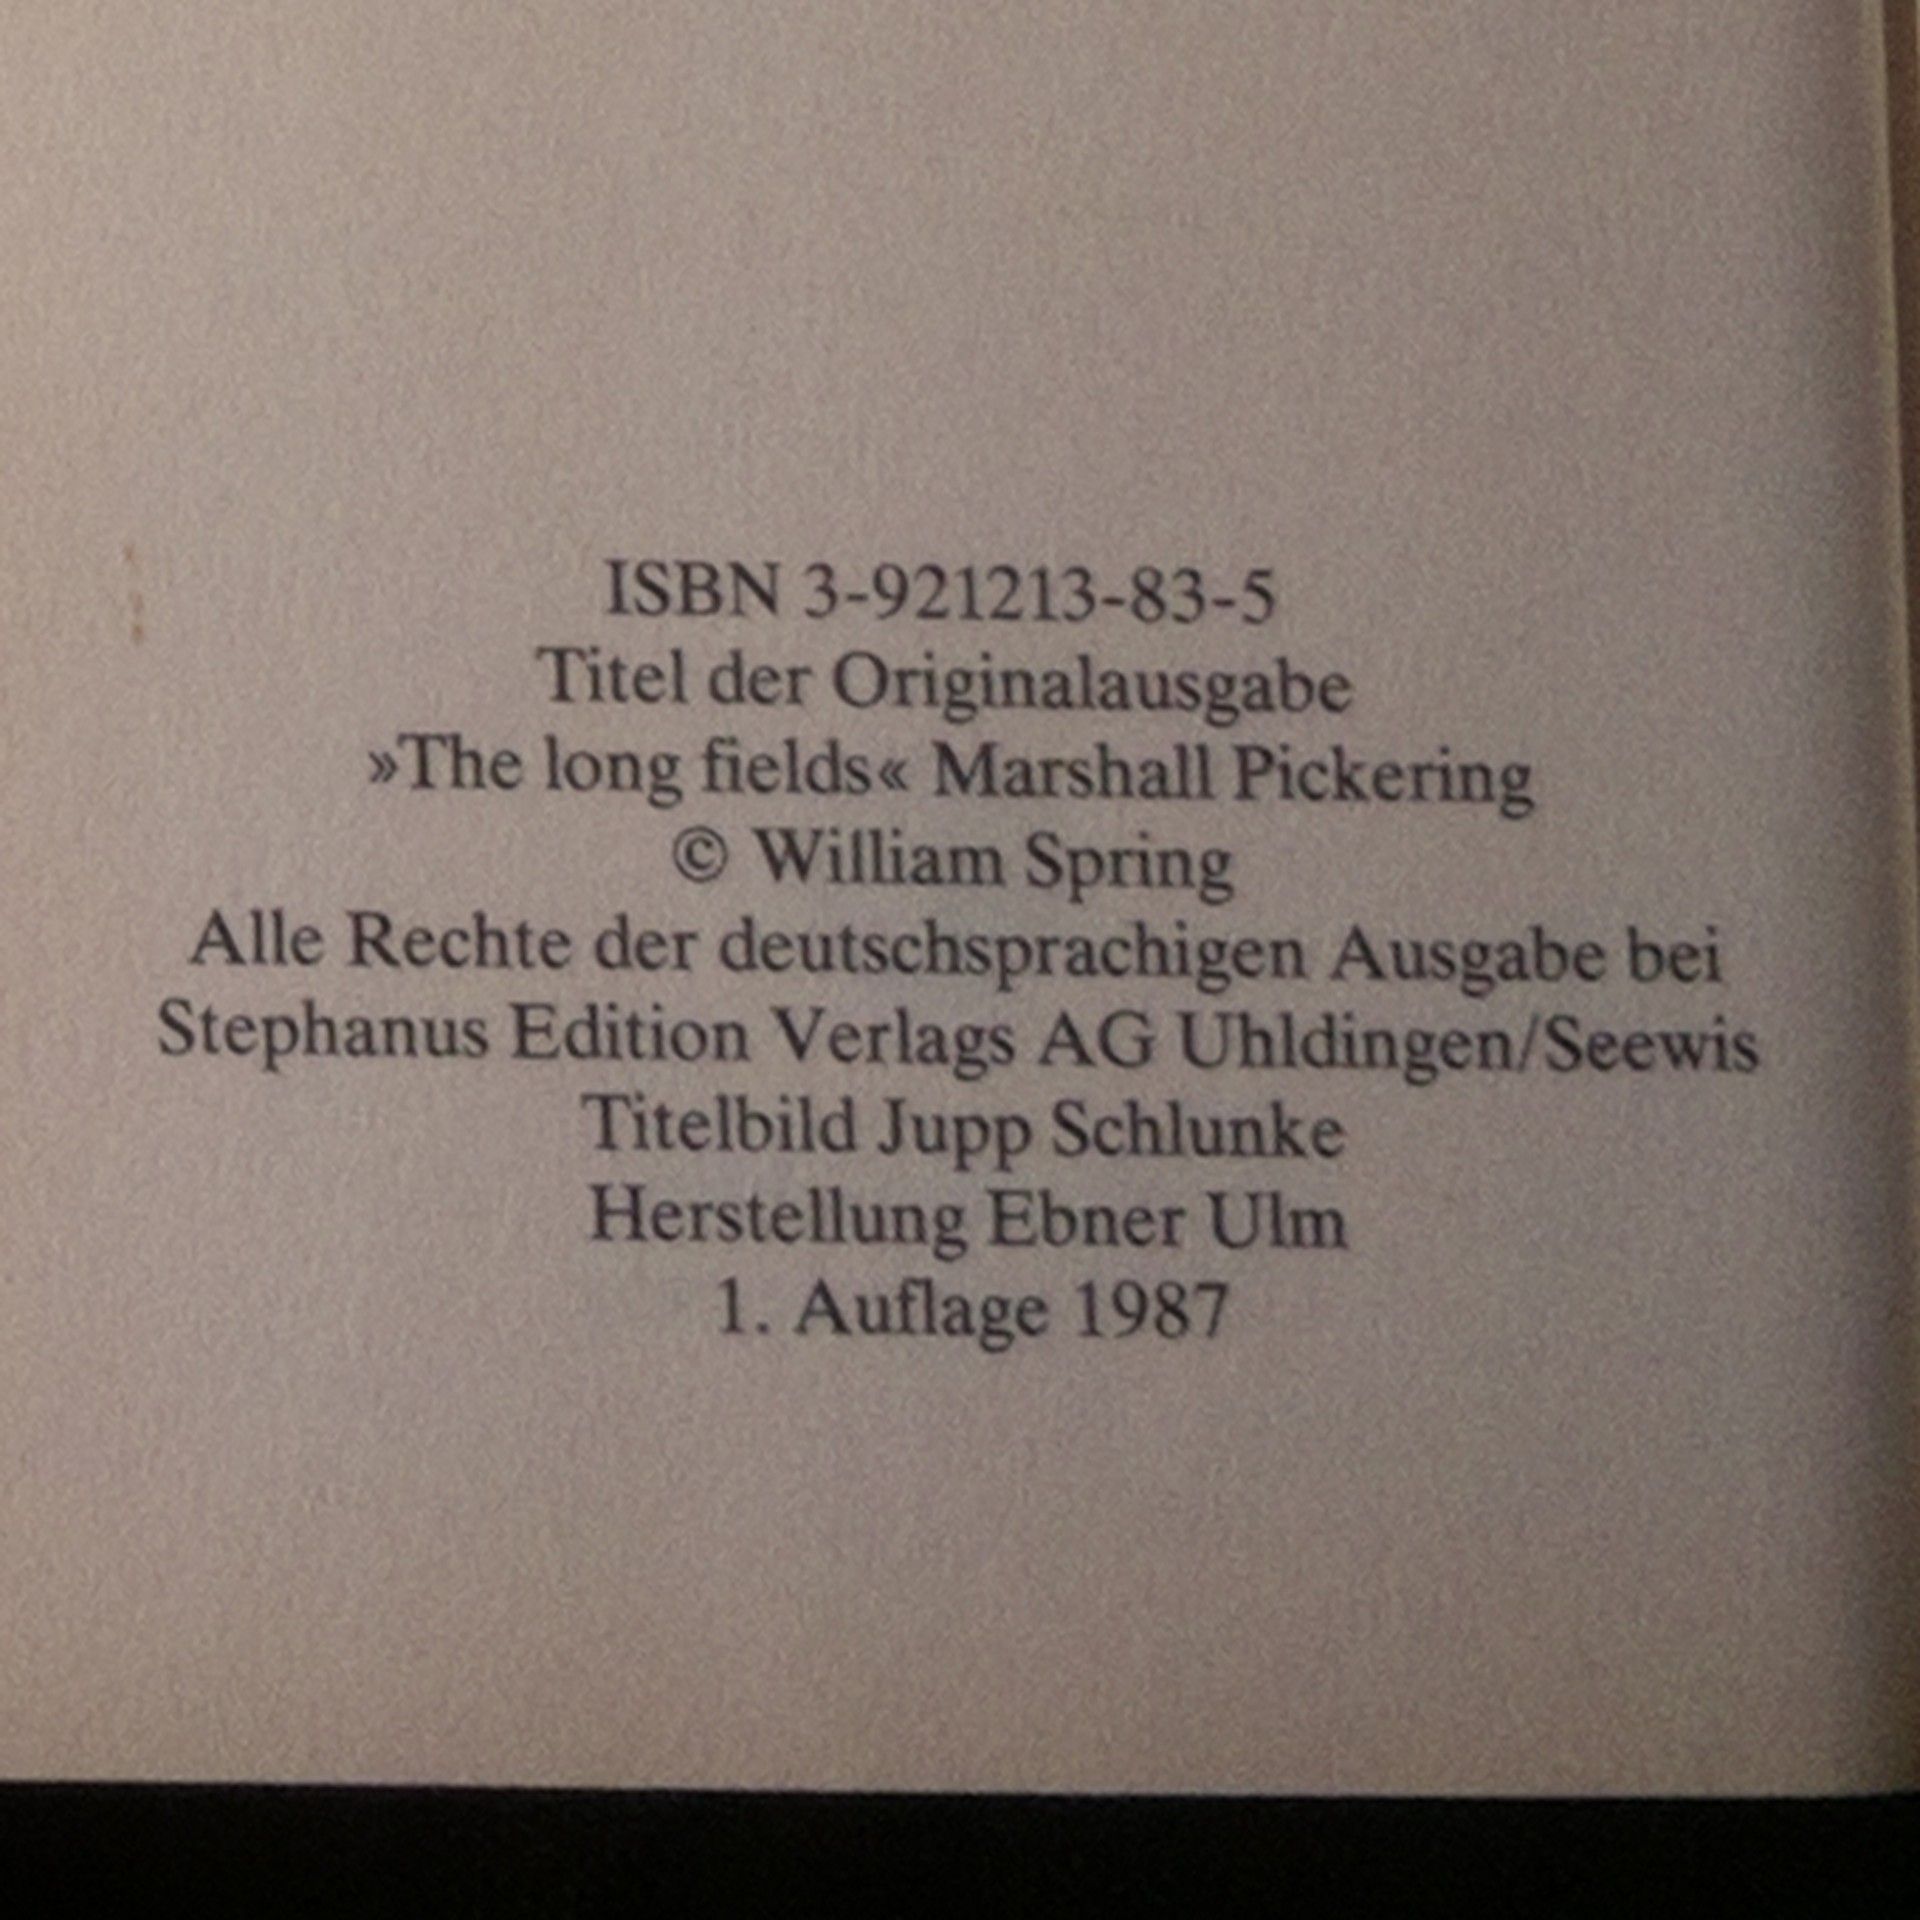 ISBN 3-921213-83-5
Titel der Originalausgabe
»The long fields« Marshall Pickering
© William Spring
Alle Rechte der deutschsprachigen Ausgabe bei
Stephanus Edition Verlags AG Uhldingen/Seewis
Titelbild Jupp Schlunke
Herstellung Ebner Ulm
1. Auflage 1987